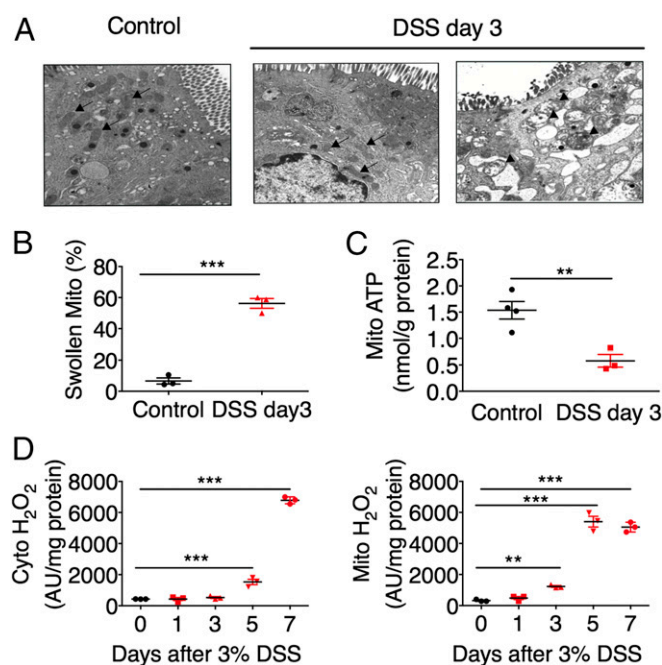 A
Control
DSS day 3
B
***
Swollen Mito (%)
80
60
40
20
0
Control DSS day3
C
**
Mito ATP
(nmol/g protein)
2.5
2.0
1.5
1.0
0.5
0.0
Control DSS day 3
D
Cyto H₂O₂
(AU/mg protein)
8000
6000
4000
2000
0
***
***
0 1 3 5 7
Days after 3% DSS
Mito H₂O₂
(AU/mg protein)
8000
6000
4000
2000
0
***
***
**
0 1 3 5 7
Days after 3% DSS